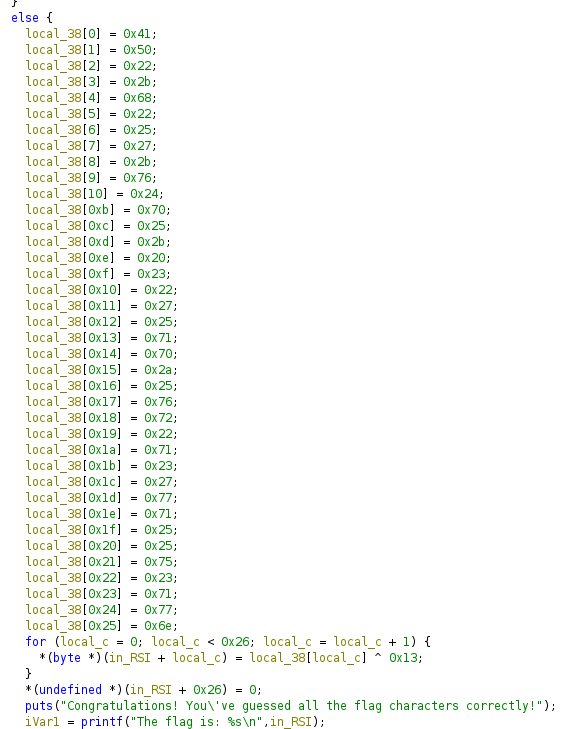 }
else {
local_38[0] = 0x41;
local_38[1] = 0x50;
local_38[2] = 0x22;
local_38[3] = 0x2b;
local_38[4] = 0x68;
local_38[5] = 0x22;
local_38[6] = 0x25;
local_38[7] = 0x27;
local_38[8] = 0x2b;
local_38[9] = 0x76;
local_38[10] = 0x24;
local_38[0xb] = 0x70;
local_38[0xc] = 0x25;
local_38[0xd] = 0x2b;
local_38[0xe] = 0x20;
local_38[0xf] = 0x23;
local_38[0x10] = 0x22;
local_38[0x11] = 0x27;
local_38[0x12] = 0x25;
local_38[0x13] = 0x71;
local_38[0x14] = 0x70;
local_38[0x15] = 0x2a;
local_38[0x16] = 0x25;
local_38[0x17] = 0x76;
local_38[0x18] = 0x72;
local_38[0x19] = 0x22;
local_38[0x1a] = 0x71;
local_38[0x1b] = 0x23;
local_38[0x1c] = 0x27;
local_38[0x1d] = 0x77;
local_38[0x1e] = 0x71;
local_38[0x1f] = 0x25;
local_38[0x20] = 0x25;
local_38[0x21] = 0x75;
local_38[0x22] = 0x23;
local_38[0x23] = 0x71;
local_38[0x24] = 0x77;
local_38[0x25] = 0x6e;
for (local_c = 0; local_c < 0x26; local_c = local_c + 1) {
*(byte *)(in_RSI + local_c) = local_38[local_c] ^ 0x13;
}
*(undefined *)(in_RSI + 0x26) = 0;
puts("Congratulations! You\'ve guessed all the flag characters correctly!");
iVar1 = printf("The flag is: %s\n",in_RSI);